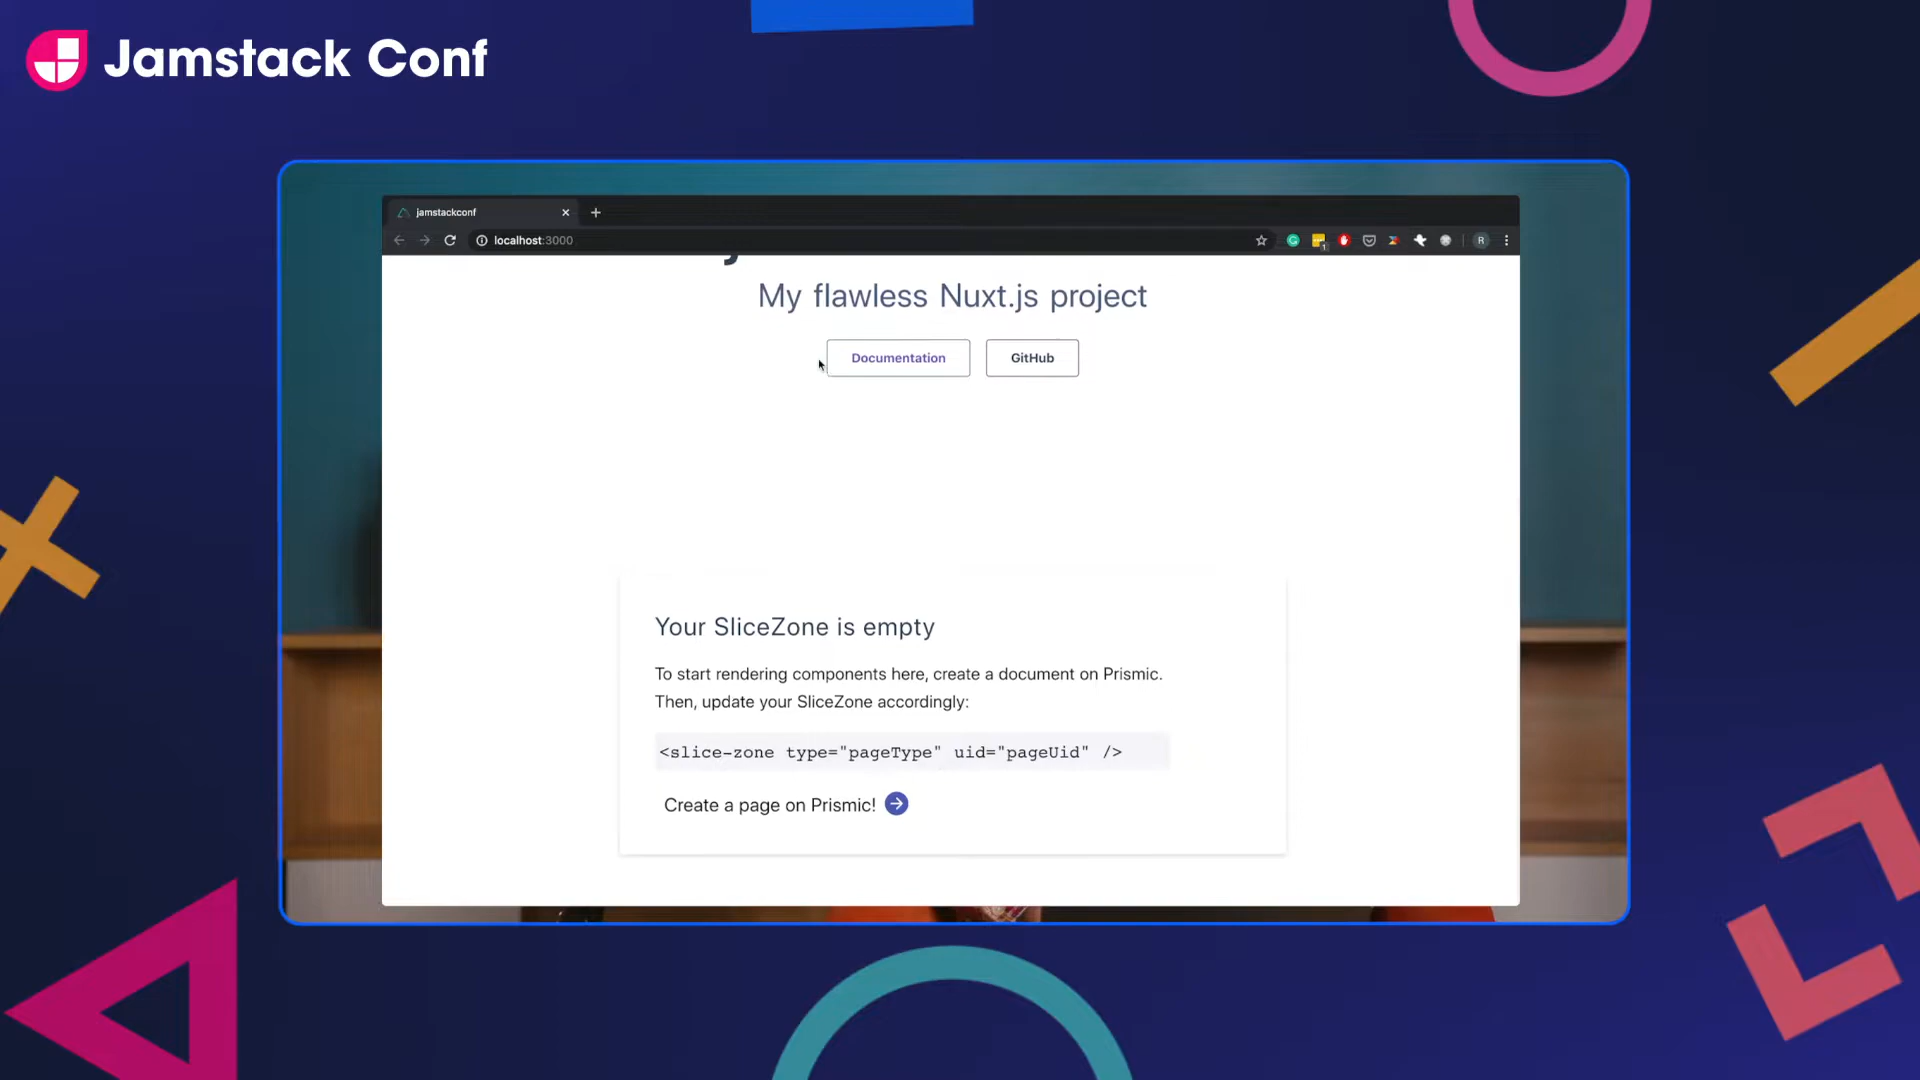 Jamstack Conf
jamstackconf
localhost:3000
1
R
My flawless Nuxt.js project
Documentation
GitHub
Your SliceZone is empty
To start rendering components here, create a document on Prismic.
Then, update your SliceZone accordingly:
<slice-zone type="pageType" uid="pageUid" />
Create a page on Prismic!